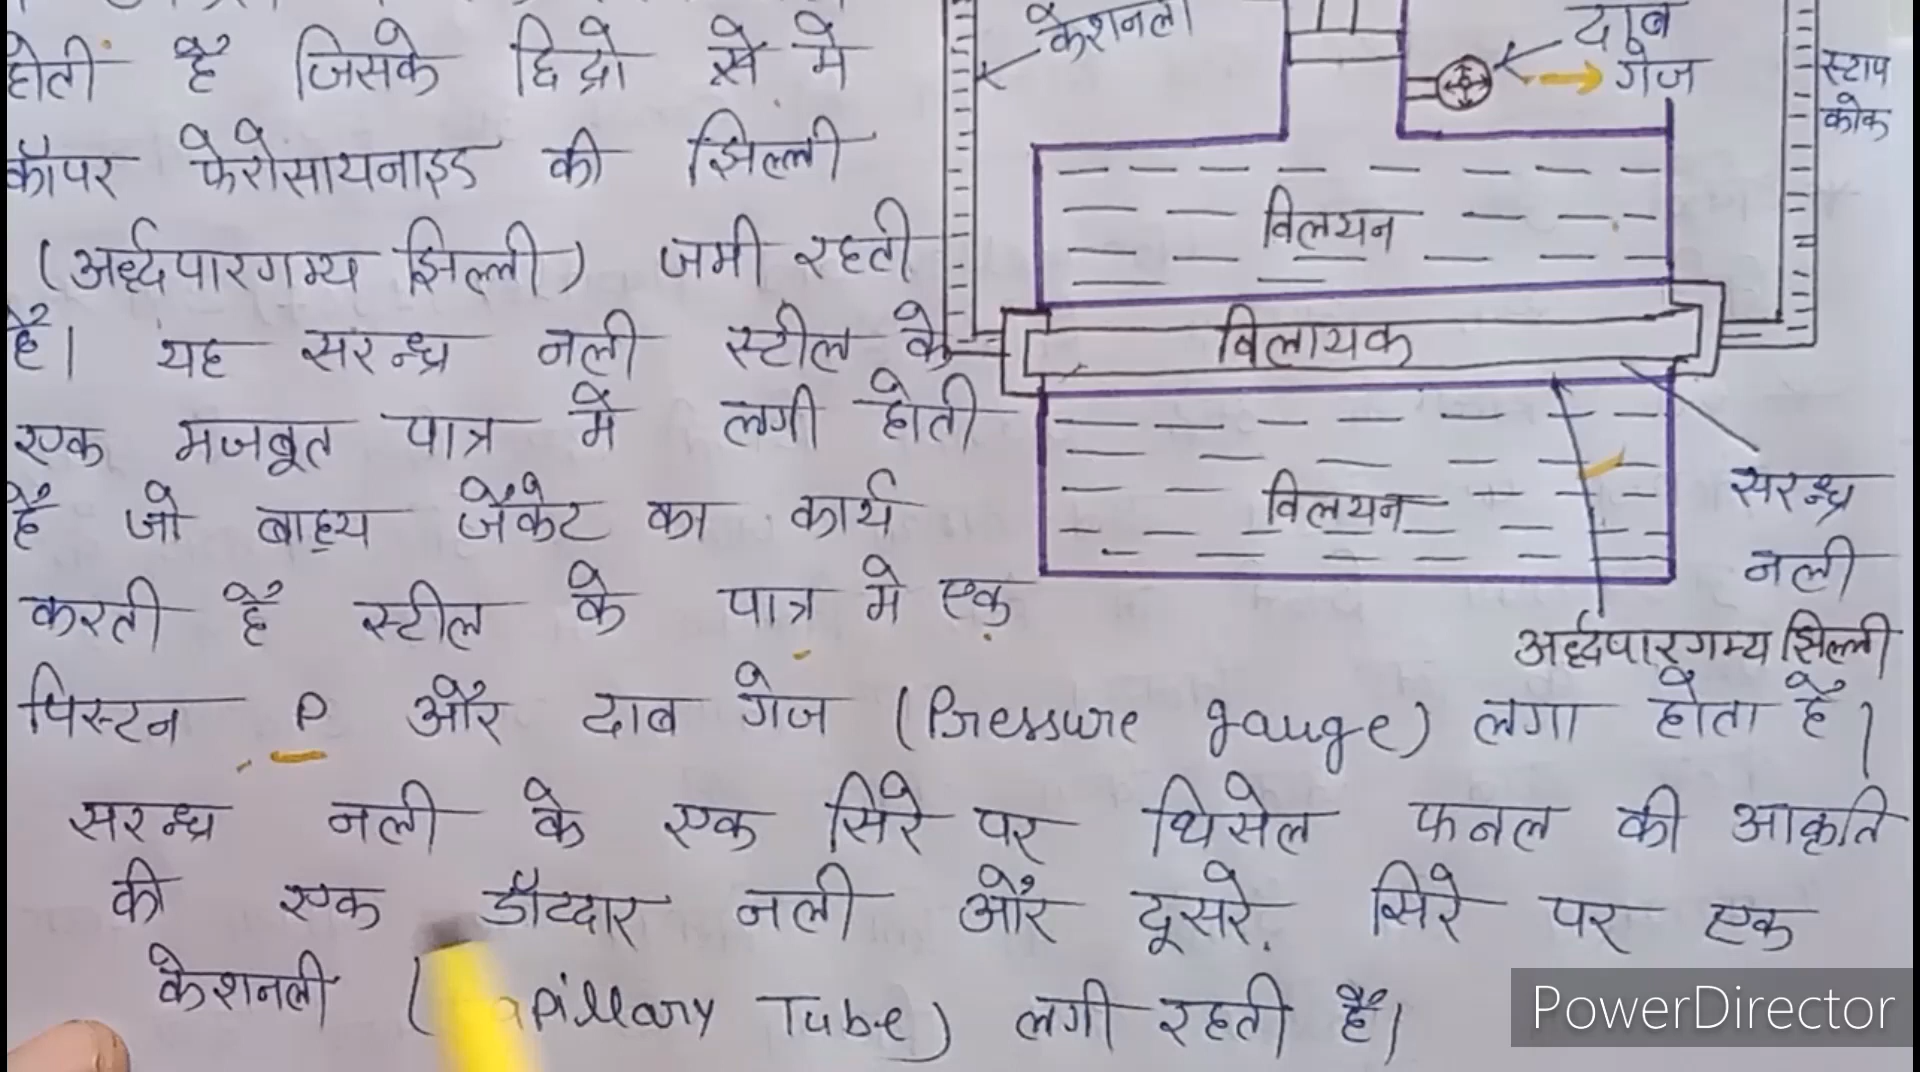 होती है जिसके छिद्रो से मे
कॉपर फेरोसायनाइड की झिल्ली
(अर्द्धपारगम्य झिल्ली) जमी रहती
है। यह सरन्ध्र नली स्टील के
एक मजबूत पात्र मे लगी होती
है जो बाह्य जैकेट का कार्य
करती है स्टील के पात्र मे एक
पिस्टन P और दाब गेज (Pressure gauge) लगा होता है।
सरन्ध्र नली के एक सिरे पर थिसेल फनल की आकृति
की एक डॉटदार नली और दूसरे सिरे पर एक
केशनली (apillary Tube) लगी रहती है।
केशनली
दाब
गेज
स्टाप
कोक
विलयन
विलायक
विलयन
सरन्ध्र
नली
अर्द्धपारगम्य झिल्ली
PowerDirector